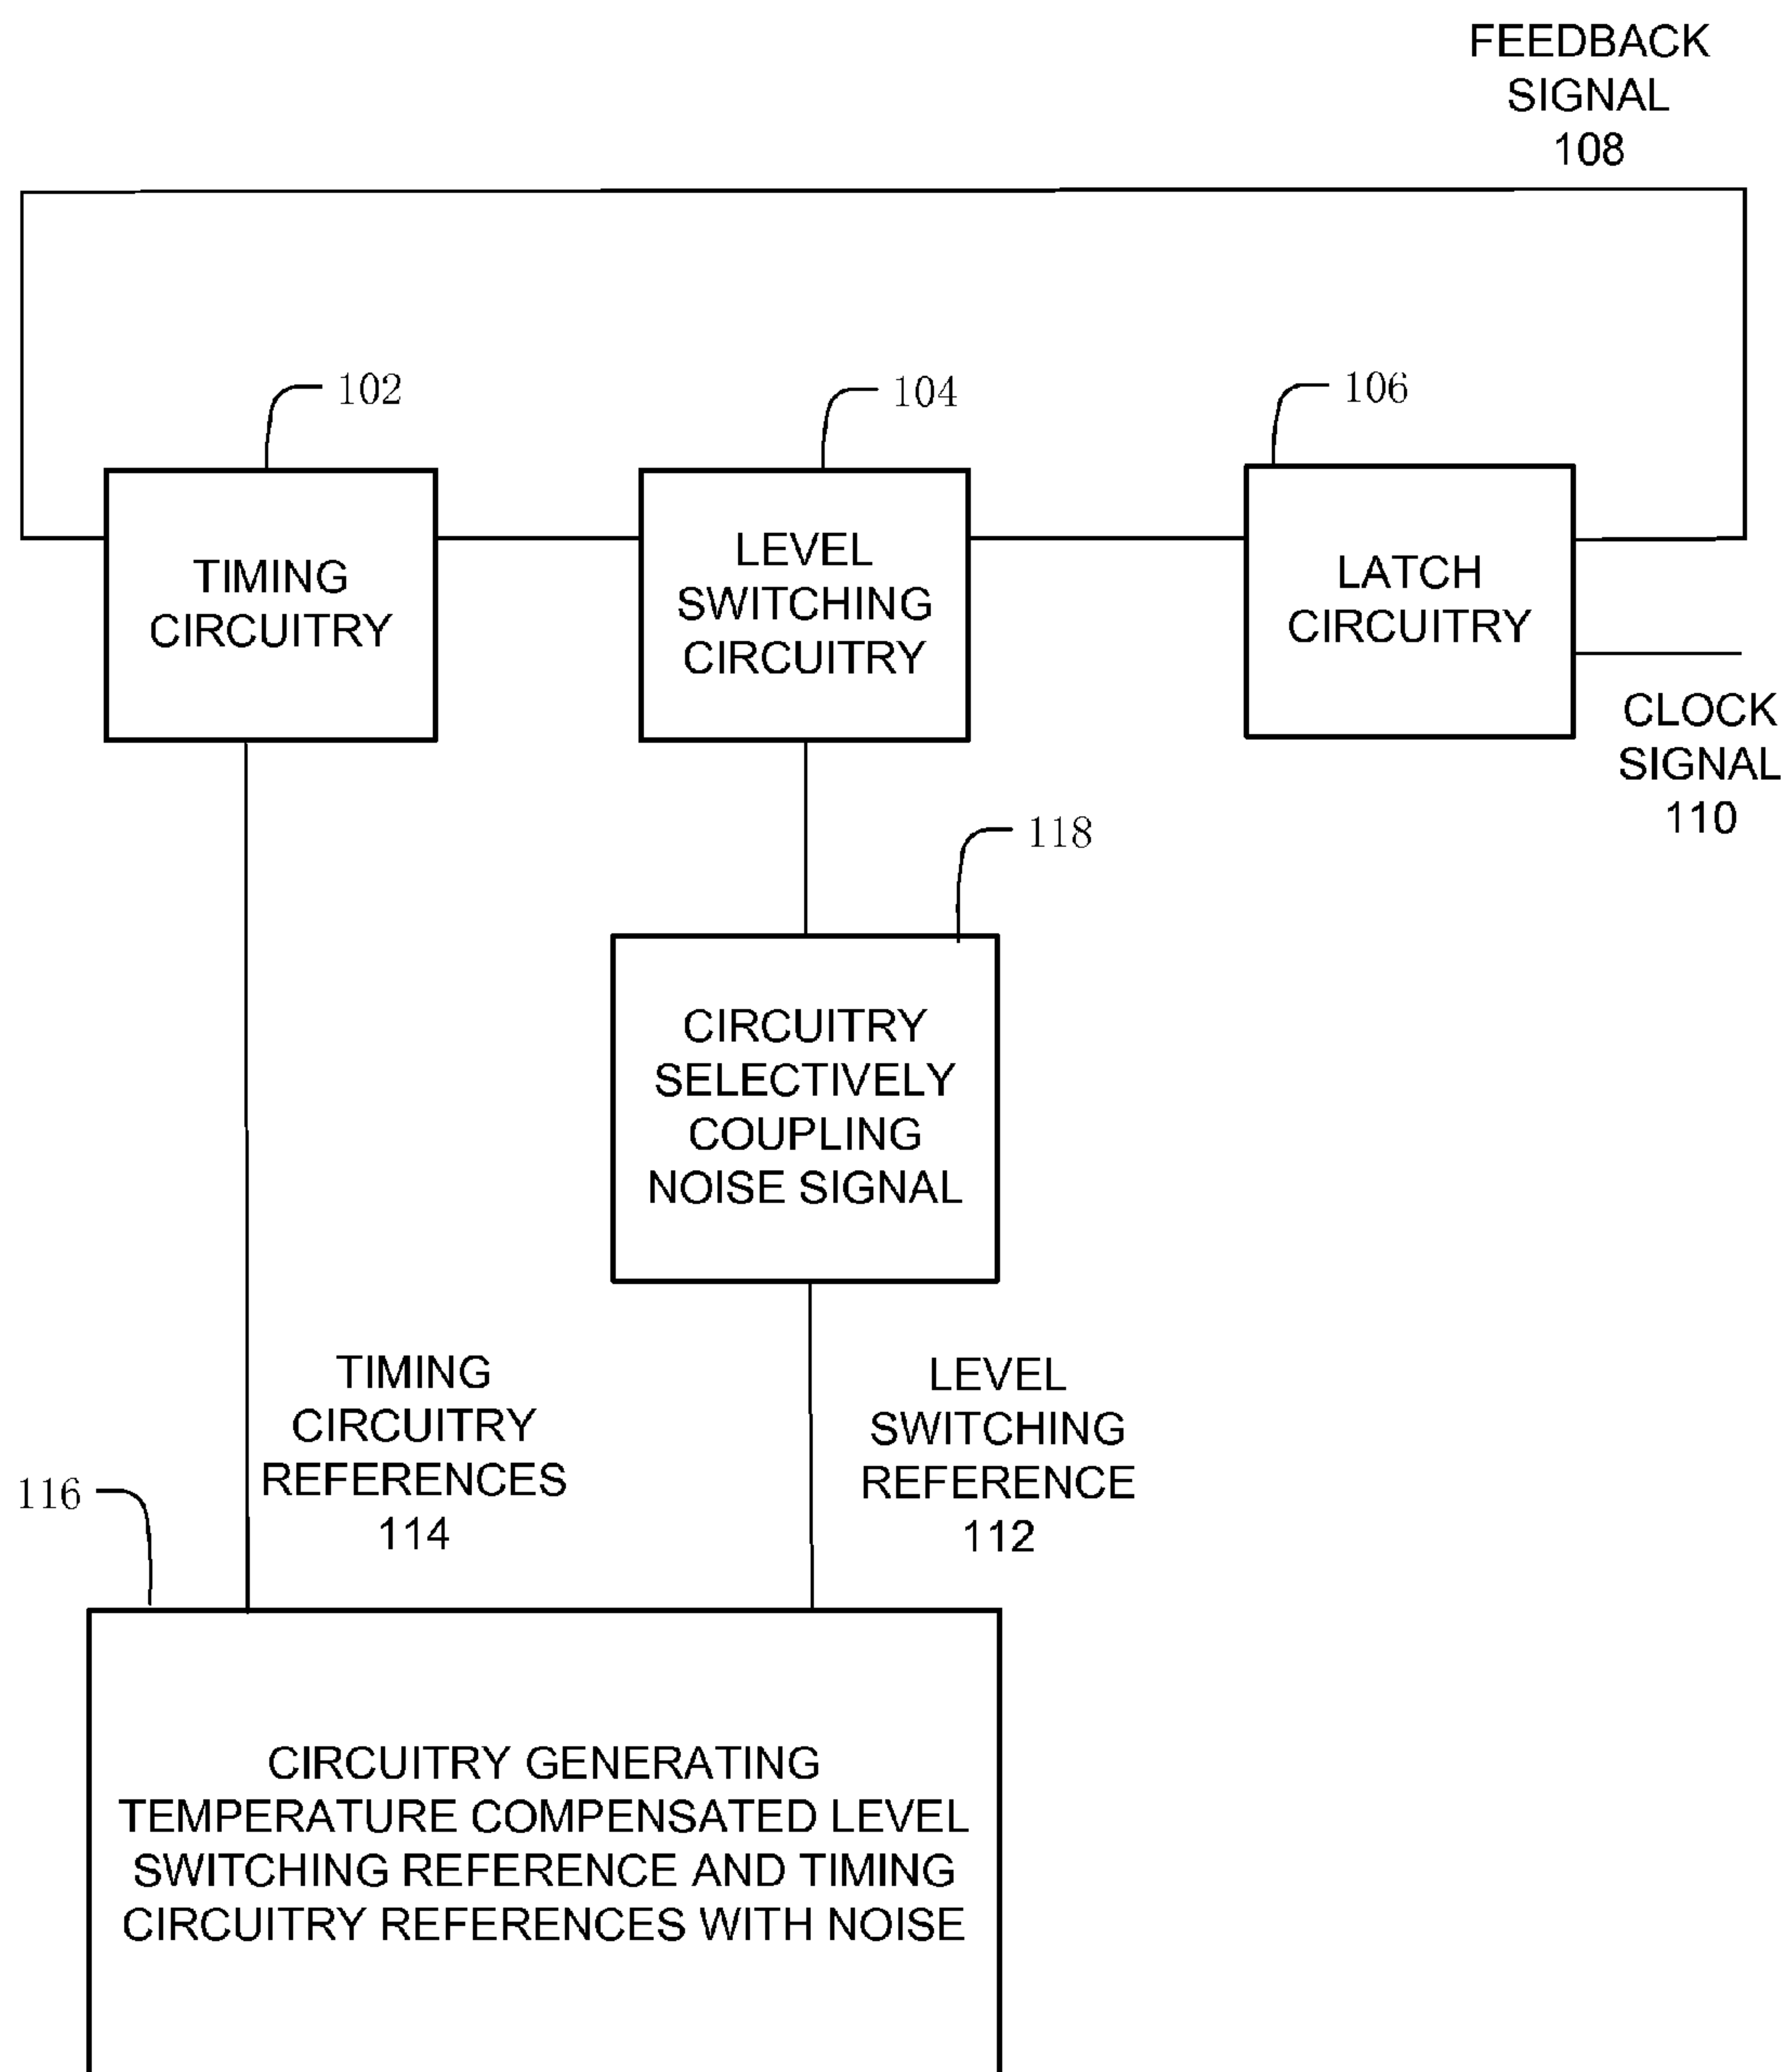 FEEDBACK
SIGNAL
108
102
104
106
TIMING
CIRCUITRY
LEVEL
SWITCHING
CIRCUITRY
LATCH
CIRCUITRY
CLOCK
SIGNAL
110
118
CIRCUITRY
SELECTIVELY
COUPLING
NOISE SIGNAL
TIMING
CIRCUITRY
REFERENCES
114
LEVEL
SWITCHING
REFERENCE
112
116
CIRCUITRY GENERATING
TEMPERATURE COMPENSATED LEVEL
SWITCHING REFERENCE AND TIMING
CIRCUITRY REFERENCES WITH NOISE